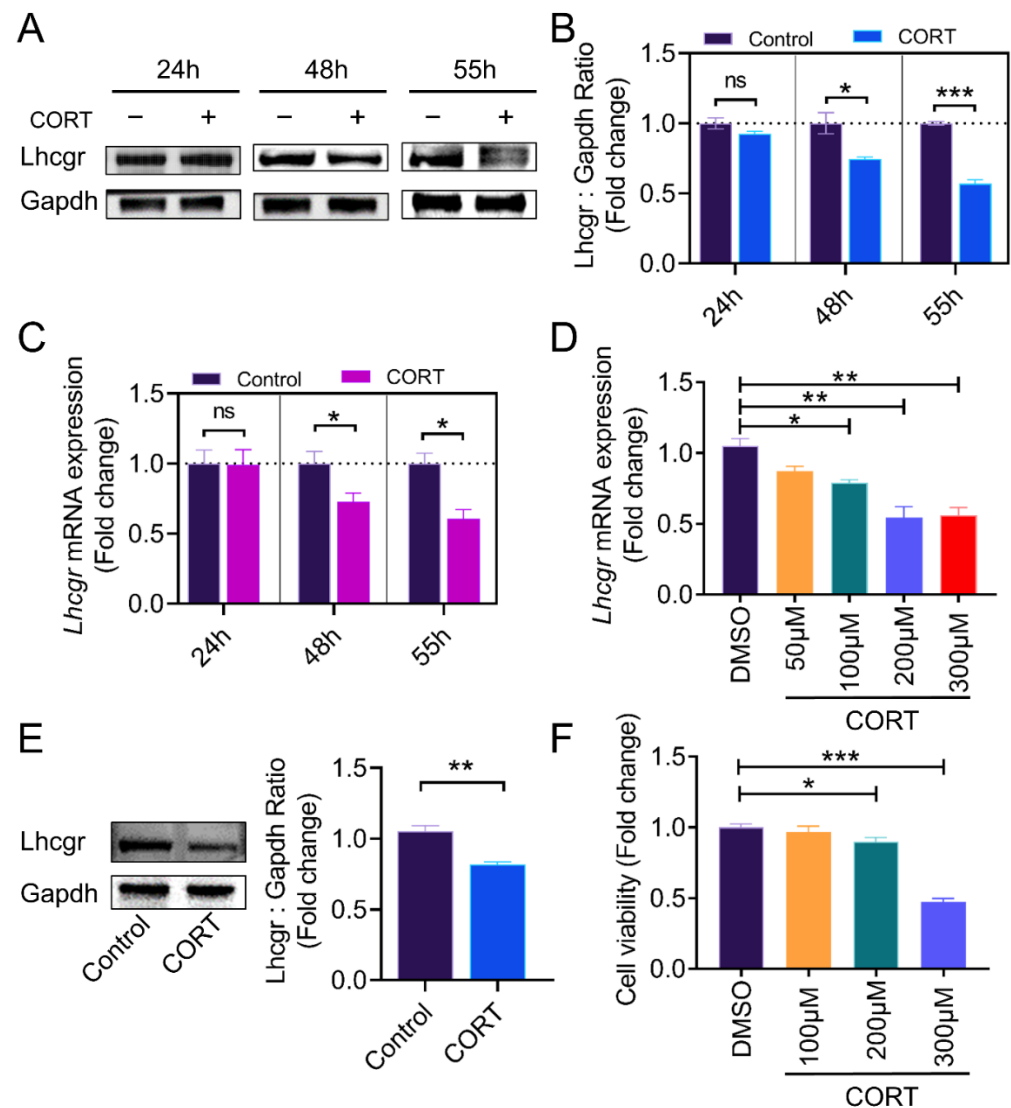 A
24h 48h 55h
CORT − + − + − +
Lhcgr
Gapdh
B
Control CORT
Lhcgr : Gapdh Ratio
(Fold change)
1.5
1.0
0.5
0.0
ns * ***
24h 48h 55h
C
Control CORT
Lhcgr mRNA expression
(Fold change)
1.5
1.0
0.5
0.0
ns * *
24h 48h 55h
D
Lhcgr mRNA expression
(Fold change)
1.5
1.0
0.5
0.0
**
**
*
DMSO 50μM 100μM 200μM 300μM
CORT
E
Lhcgr
Gapdh
Control CORT
Lhcgr : Gapdh Ratio
(Fold change)
1.5
1.0
0.5
0.0
**
Control CORT
F
Cell viability (Fold change)
1.5
1.0
0.5
0.0
***
*
DMSO 100μM 200μM 300μM
CORT